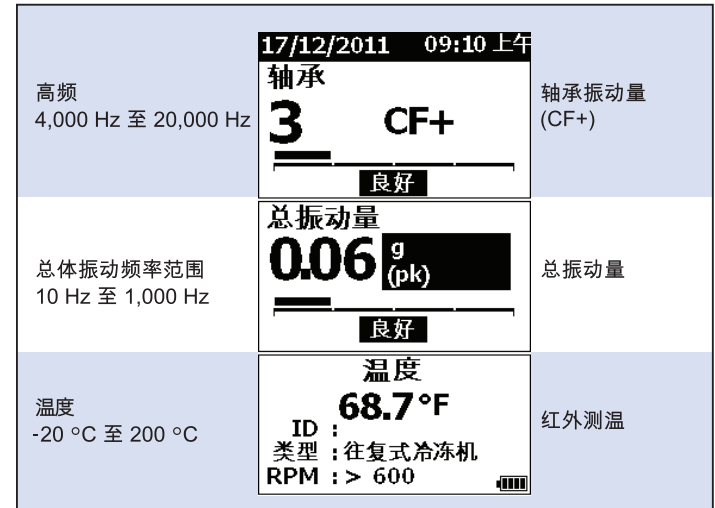 17/12/2011 09:10 上午
高频
4,000 Hz 至 20,000 Hz
轴承
3 CF+
良好
轴承振动量
(CF+)
总体振动频率范围
10 Hz 至 1,000 Hz
总振动量
0.06 g
(pk)
良好
总振动量
温度
-20 °C 至 200 °C
温度
68.7°F
ID :
类型 :往复式冷冻机
RPM :> 600
红外测温